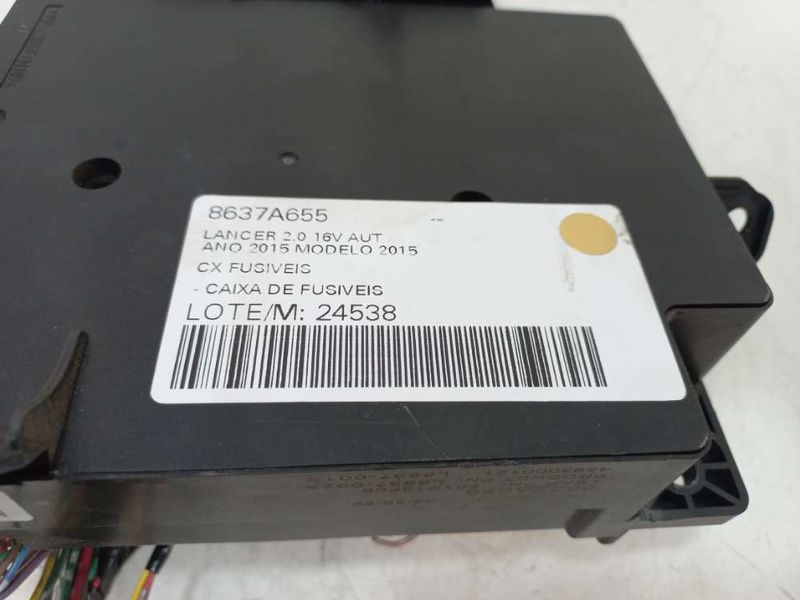 8637A655
LANCER 2.0 16V AUT
ANO 2015 MODELO 2015
CX FUSIVEIS
- CAIXA DE FUSIVEIS
LOTE/M: 24538